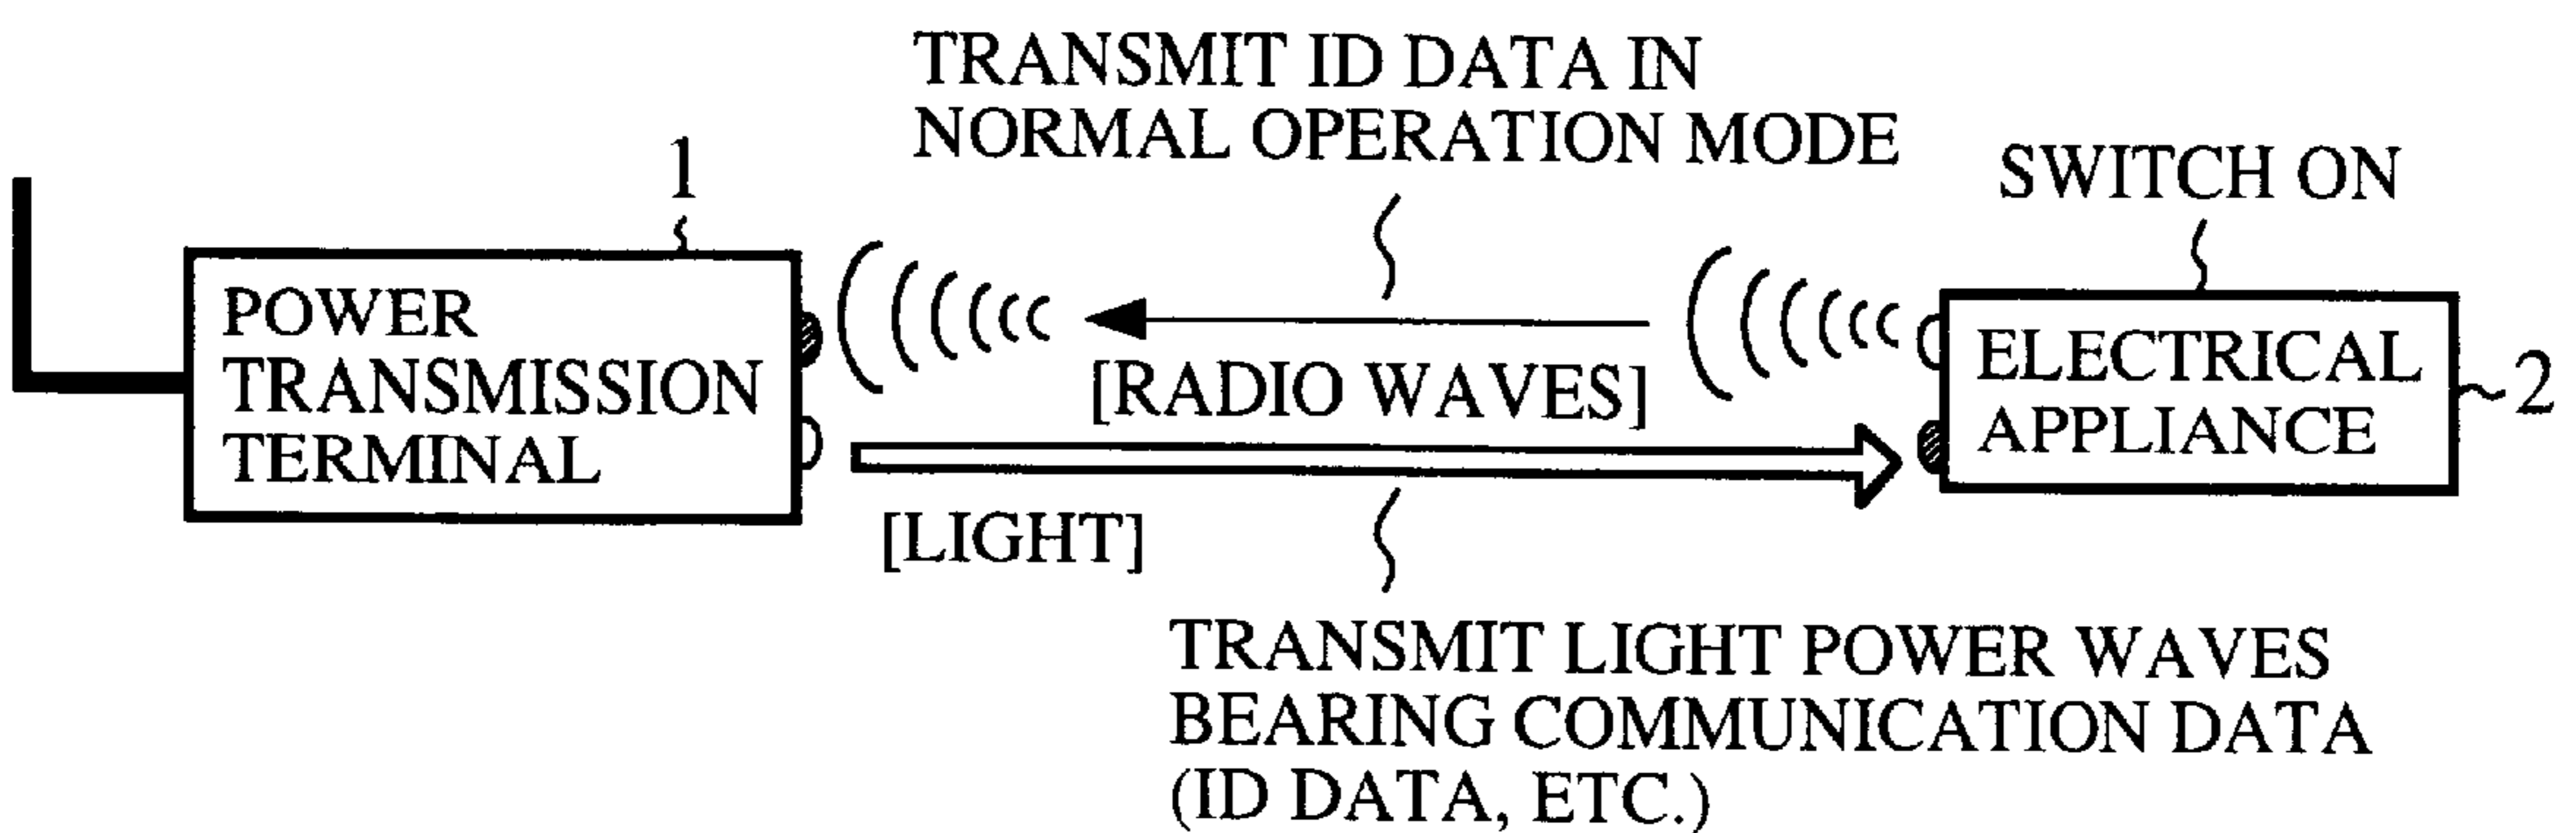 TRANSMIT ID DATA IN
NORMAL OPERATION MODE
1
SWITCH ON
POWER
TRANSMISSION
TERMINAL
[RADIO WAVES]
ELECTRICAL
APPLIANCE
2
[LIGHT]
TRANSMIT LIGHT POWER WAVES
BEARING COMMUNICATION DATA
(ID DATA, ETC.)